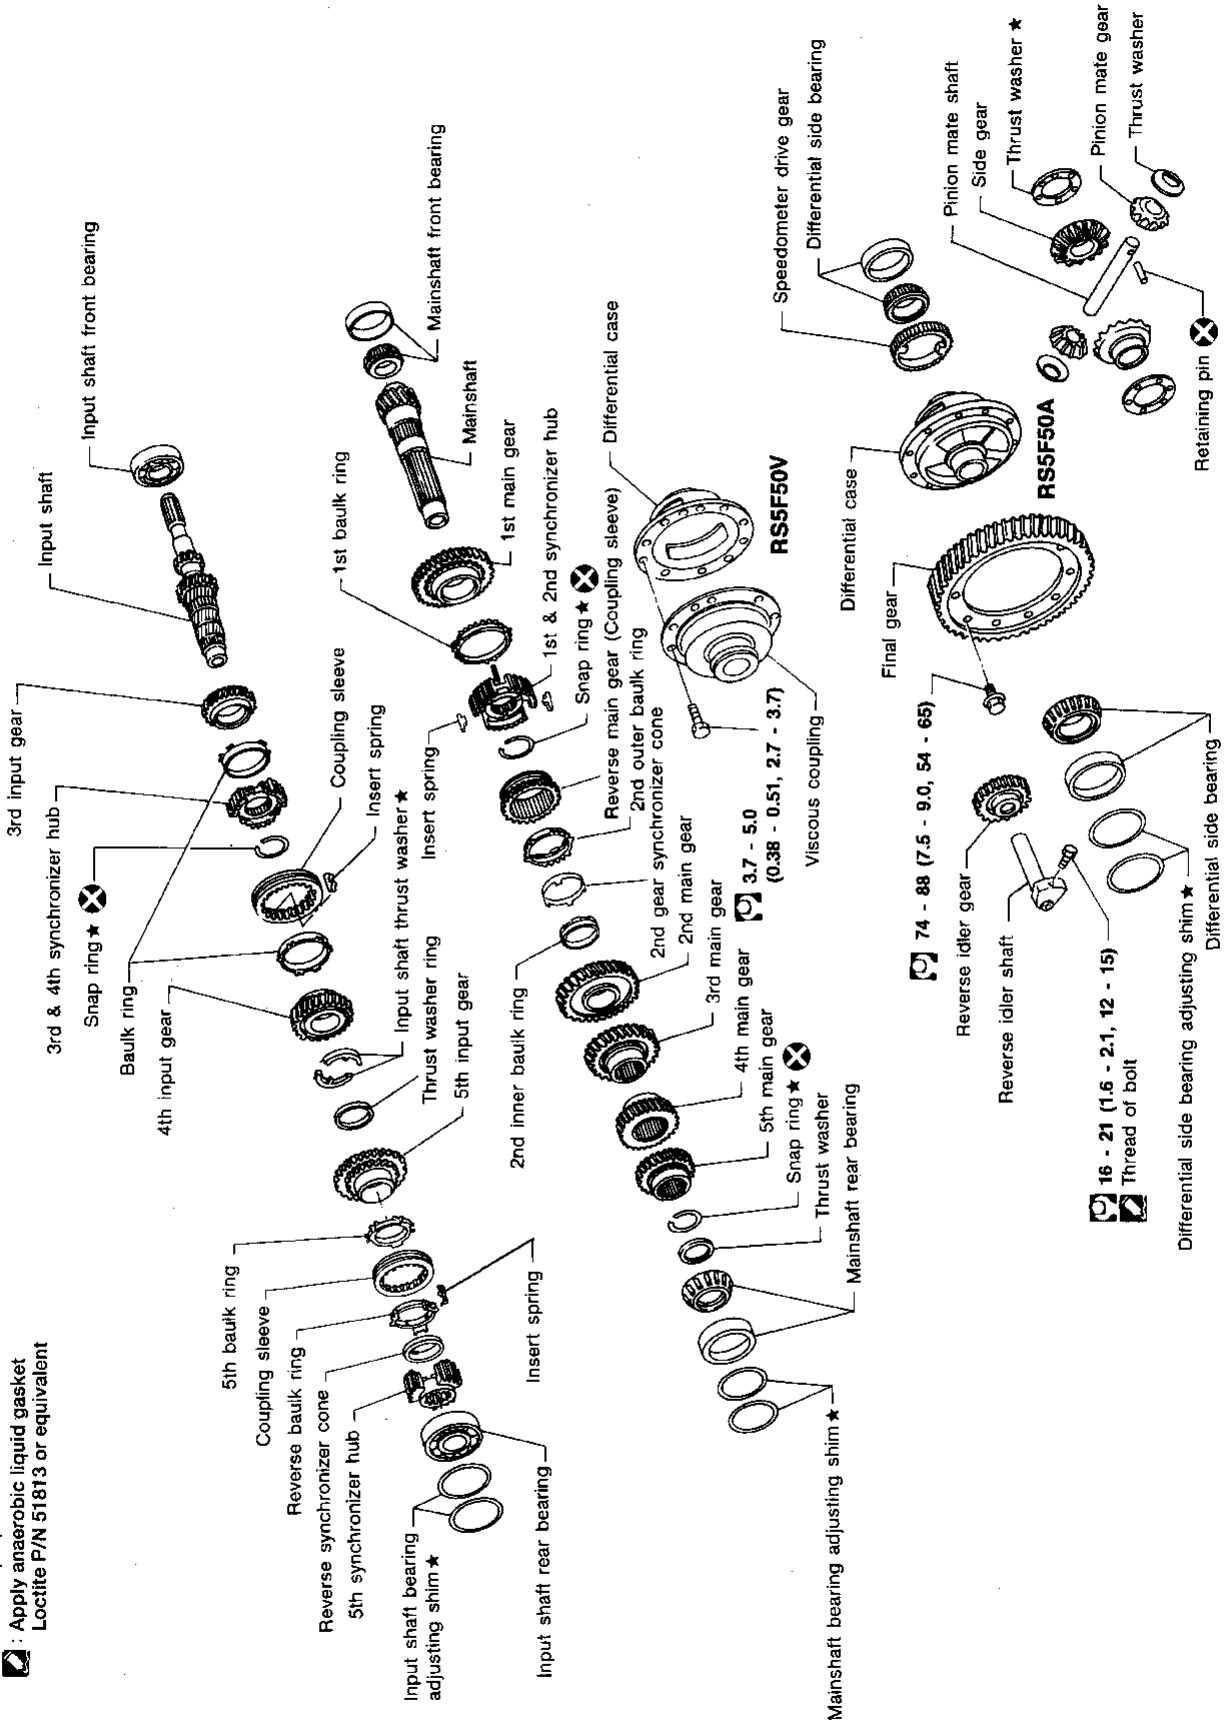 : Apply anaerobic liquid gasket
Loctite P/N 51813 or equivalent
Input shaft front bearing
Input shaft
3rd input gear
3rd & 4th synchronizer hub
Snap ring★
Baulk ring
4th input gear
Coupling sleeve
Insert spring
Input shaft thrust washer★
Thrust washer ring
5th input gear
5th baulk ring
Coupling sleeve
Reverse baulk ring
Reverse synchronizer cone
5th synchronizer hub
Input shaft bearing
adjusting shim★
Input shaft rear bearing
Insert spring
Mainshaft front bearing
Mainshaft
1st main gear
1st baulk ring
1st & 2nd synchronizer hub
Insert spring
Snap ring★
Reverse main gear (Coupling sleeve)
2nd outer baulk ring
2nd gear synchronizer cone
2nd inner baulk ring
2nd main gear
3rd main gear
4th main gear
5th main gear
Snap ring★
Thrust washer
Mainshaft rear bearing
Mainshaft bearing adjusting shim★
Differential case
RS5F50V
3.7 - 5.0
(0.38 - 0.51, 2.7 - 3.7)
Viscous coupling
Speedometer drive gear
Differential side bearing
Pinion mate shaft
Side gear
Thrust washer★
Pinion mate gear
Thrust washer
Retaining pin
RS5F50A
Differential case
Final gear
74 - 88 (7.5 - 9.0, 54 - 65)
Reverse idler gear
Reverse idler shaft
16 - 21 (1.6 - 2.1, 12 - 15)
Thread of bolt
Differential side bearing adjusting shim★
Differential side bearing